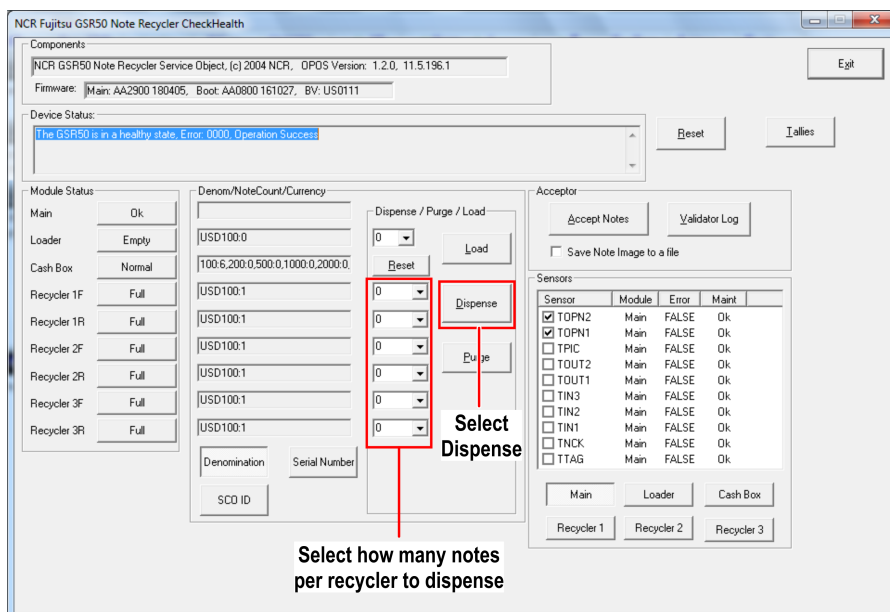 NCR Fujitsu GSR50 Note Recycler CheckHealth
Components
NCR GSR50 Note Recycler Service Object, (c) 2004 NCR, OPOS Version: 1.2.0, 11.5.196.1
Exit
Firmware: Main: AA2900 180405, Boot: AA0800 161027, BV: US0111
Device Status:
The GSR50 is in a healthy state, Error: 0000, Operation Success
Reset
Tallies
Module Status
Main Ok
Loader Empty
Cash Box Normal
Recycler 1F Full
Recycler 1R Full
Recycler 2F Full
Recycler 2R Full
Recycler 3F Full
Recycler 3R Full
Denom/NoteCount/Currency
USD100:0
100:6,200:0,500:0,1000:0,2000:0,
USD100:1
USD100:1
USD100:1
USD100:1
USD100:1
USD100:1
Denomination Serial Number
SCO ID
Dispense / Purge / Load
0
Load
Reset
0
Dispense
0
0
Purge
0
0
0
Select
Dispense
Select how many notes
per recycler to dispense
Acceptor
Accept Notes Validator Log
Save Note Image to a file
Sensors
Sensor Module Error Maint
TOPN2 Main FALSE Ok
TOPN1 Main FALSE Ok
TPIC Main FALSE Ok
TOUT2 Main FALSE Ok
TOUT1 Main FALSE Ok
TIN3 Main FALSE Ok
TIN2 Main FALSE Ok
TIN1 Main FALSE Ok
TNCK Main FALSE Ok
TTAG Main FALSE Ok
Main Loader Cash Box
Recycler 1 Recycler 2 Recycler 3